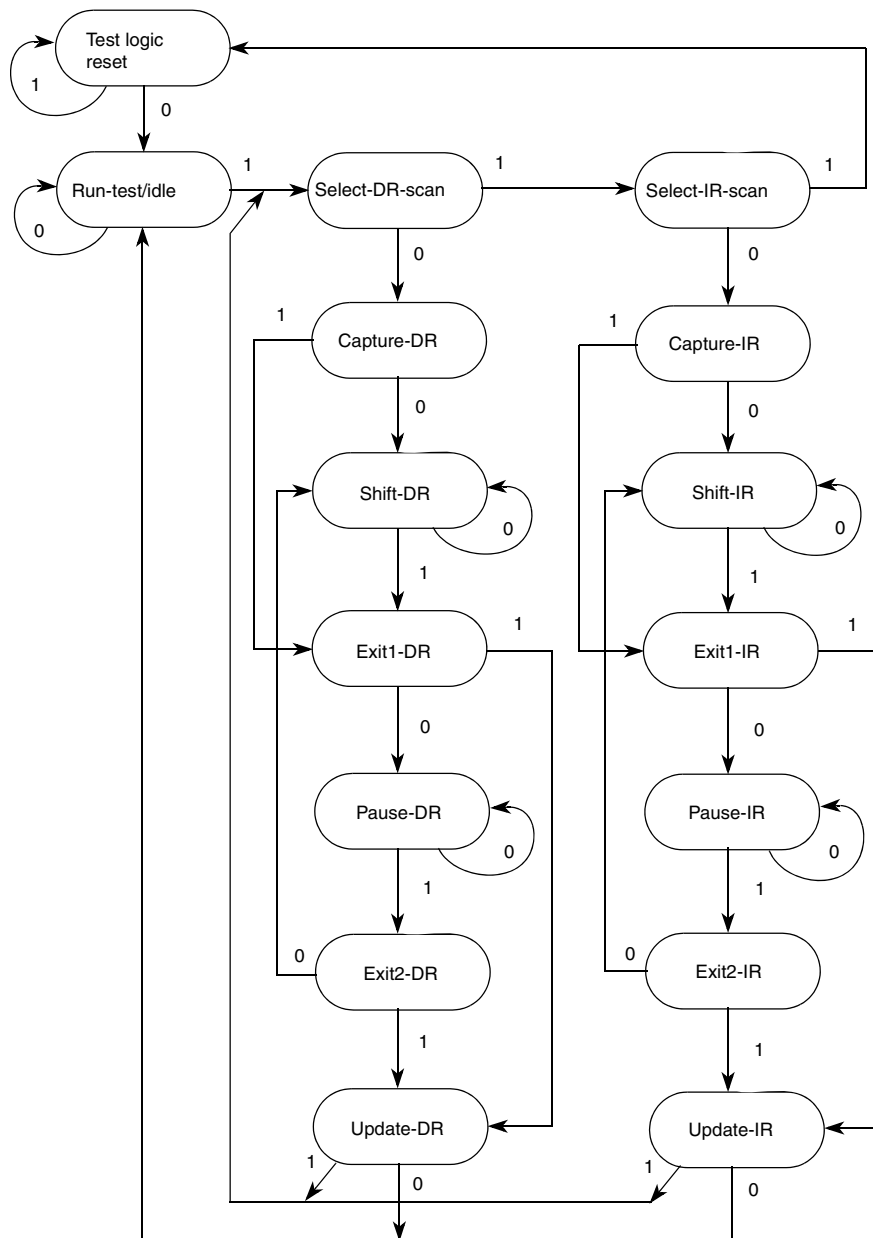 Test logic
reset
1
0
Run-test/idle
1
Select-DR-scan
1
Select-IR-scan
1
0
0
0
1
Capture-DR
1
Capture-IR
0
0
Shift-DR
0
Shift-IR
0
1
1
Exit1-DR
1
Exit1-IR
1
0
0
Pause-DR
0
Pause-IR
0
1
1
0
Exit2-DR
0
Exit2-IR
1
1
Update-DR
Update-IR
1
0
1
0